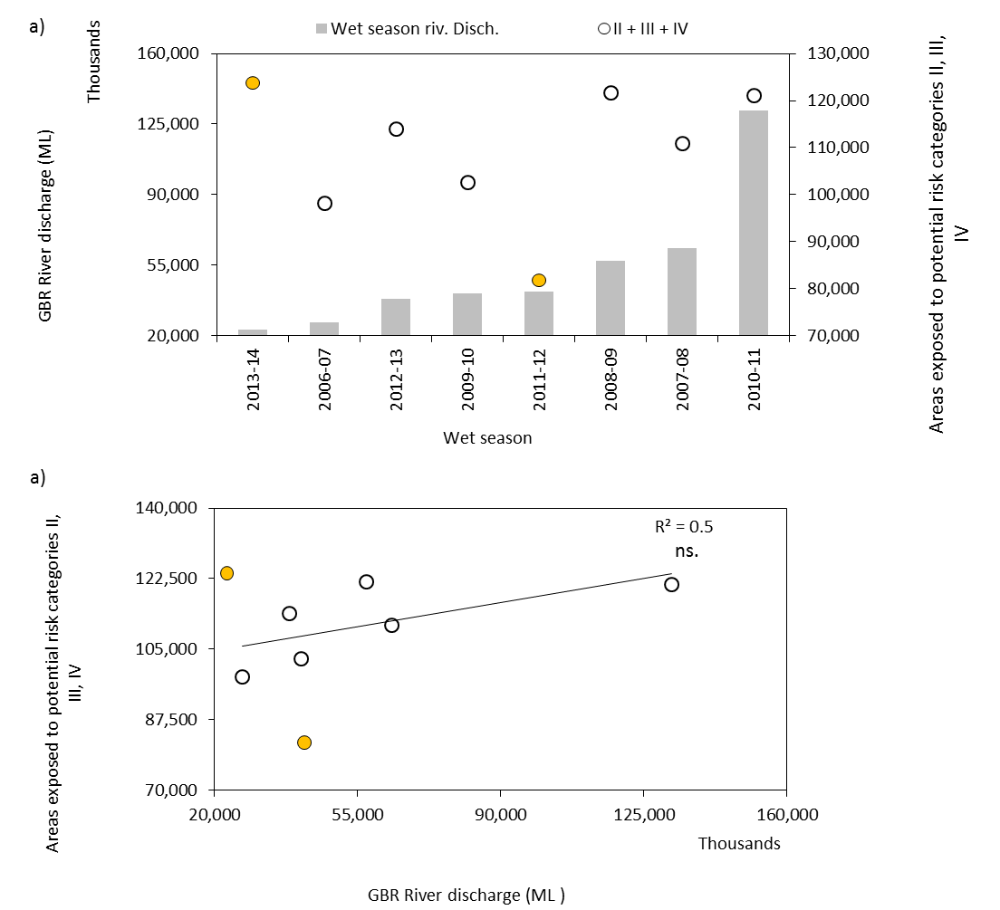 a)
Thousands
Wet season riv. Disch.
II + III + IV
GBR River discharge (ML)
160,000
125,000
90,000
55,000
20,000
130,000
120,000
110,000
100,000
90,000
80,000
70,000
Areas exposed to potential risk categories II, III,
IV
2013-14
2006-07
2012-13
2009-10
2011-12
2008-09
2007-08
2010-11
Wet season
a)
Areas exposed to potential risk categories II,
III, IV
140,000
122,500
105,000
87,500
70,000
R² = 0.5
ns.
20,000
55,000
90,000
125,000
160,000
Thousands
GBR River discharge (ML )